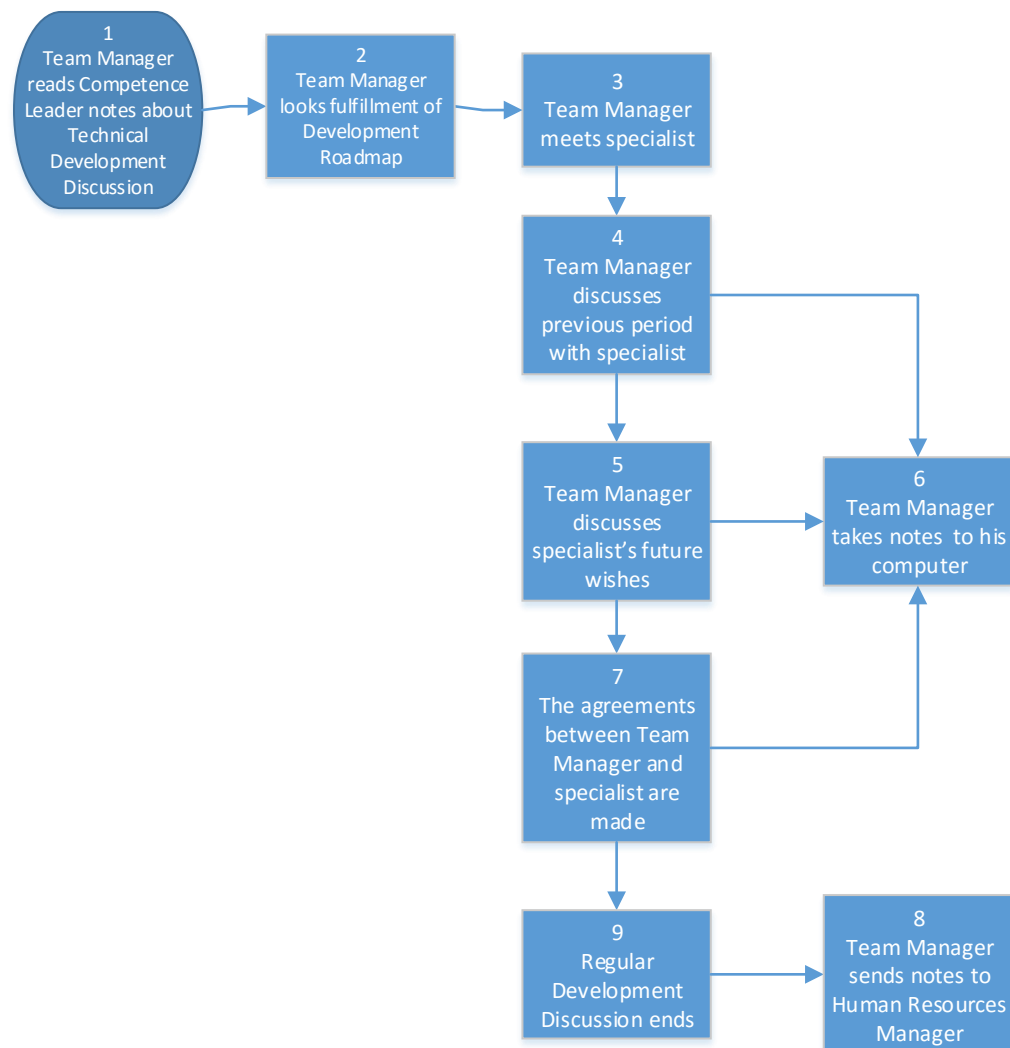 1
Team Manager
reads Competence
Leader notes about
Technical
Development
Discussion
2
Team Manager
looks fulfillment of
Development
Roadmap
3
Team Manager
meets specialist
4
Team Manager
discusses
previous period
with specialist
5
Team Manager
discusses
specialist’s future
wishes
6
Team Manager
takes notes to his
computer
7
The agreements
between Team
Manager and
specialist are
made
9
Regular
Development
Discussion ends
8
Team Manager
sends notes to
Human Resources
Manager